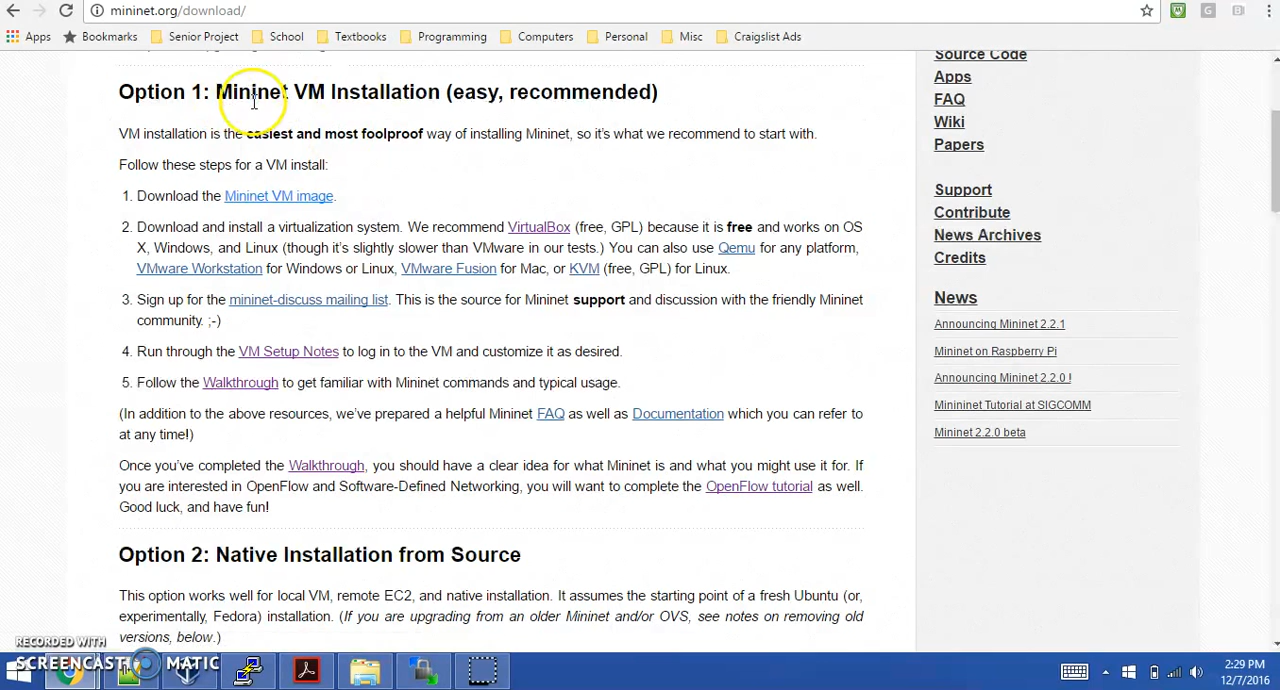 mininet.org/download/
Apps Bookmarks Senior Project School Textbooks Programming Computers Personal Misc Craigslist Ads
Option 1: Mininet VM Installation (easy, recommended)
VM installation is the easiest and most foolproof way of installing Mininet, so it's what we recommend to start with.
Follow these steps for a VM install:
1. Download the Mininet VM image.
2. Download and install a virtualization system. We recommend VirtualBox (free, GPL) because it is free and works on OS
X, Windows, and Linux (though it's slightly slower than VMware in our tests.) You can also use Qemu for any platform,
VMware Workstation for Windows or Linux, VMware Fusion for Mac, or KVM (free, GPL) for Linux.
3. Sign up for the mininet-discuss mailing list. This is the source for Mininet support and discussion with the friendly Mininet
community. ;-)
4. Run through the VM Setup Notes to log in to the VM and customize it as desired.
5. Follow the Walkthrough to get familiar with Mininet commands and typical usage.
(In addition to the above resources, we've prepared a helpful Mininet FAQ as well as Documentation which you can refer to
at any time!)
Once you've completed the Walkthrough, you should have a clear idea for what Mininet is and what you might use it for. If
you are interested in OpenFlow and Software-Defined Networking, you will want to complete the OpenFlow tutorial as well.
Good luck, and have fun!
Option 2: Native Installation from Source
This option works well for local VM, remote EC2, and native installation. It assumes the starting point of a fresh Ubuntu (or,
experimentally, Fedora) installation. (If you are upgrading from an older Mininet and/or OVS, see notes on removing old
versions, below.)
Source Code
Apps
FAQ
Wiki
Papers
Support
Contribute
News Archives
Credits
News
Announcing Mininet 2.2.1
Mininet on Raspberry Pi
Announcing Mininet 2.2.0 !
Minininet Tutorial at SIGCOMM
Mininet 2.2.0 beta
RECORDED WITH
SCREENCAST MATIC
2:29 PM
12/7/2016